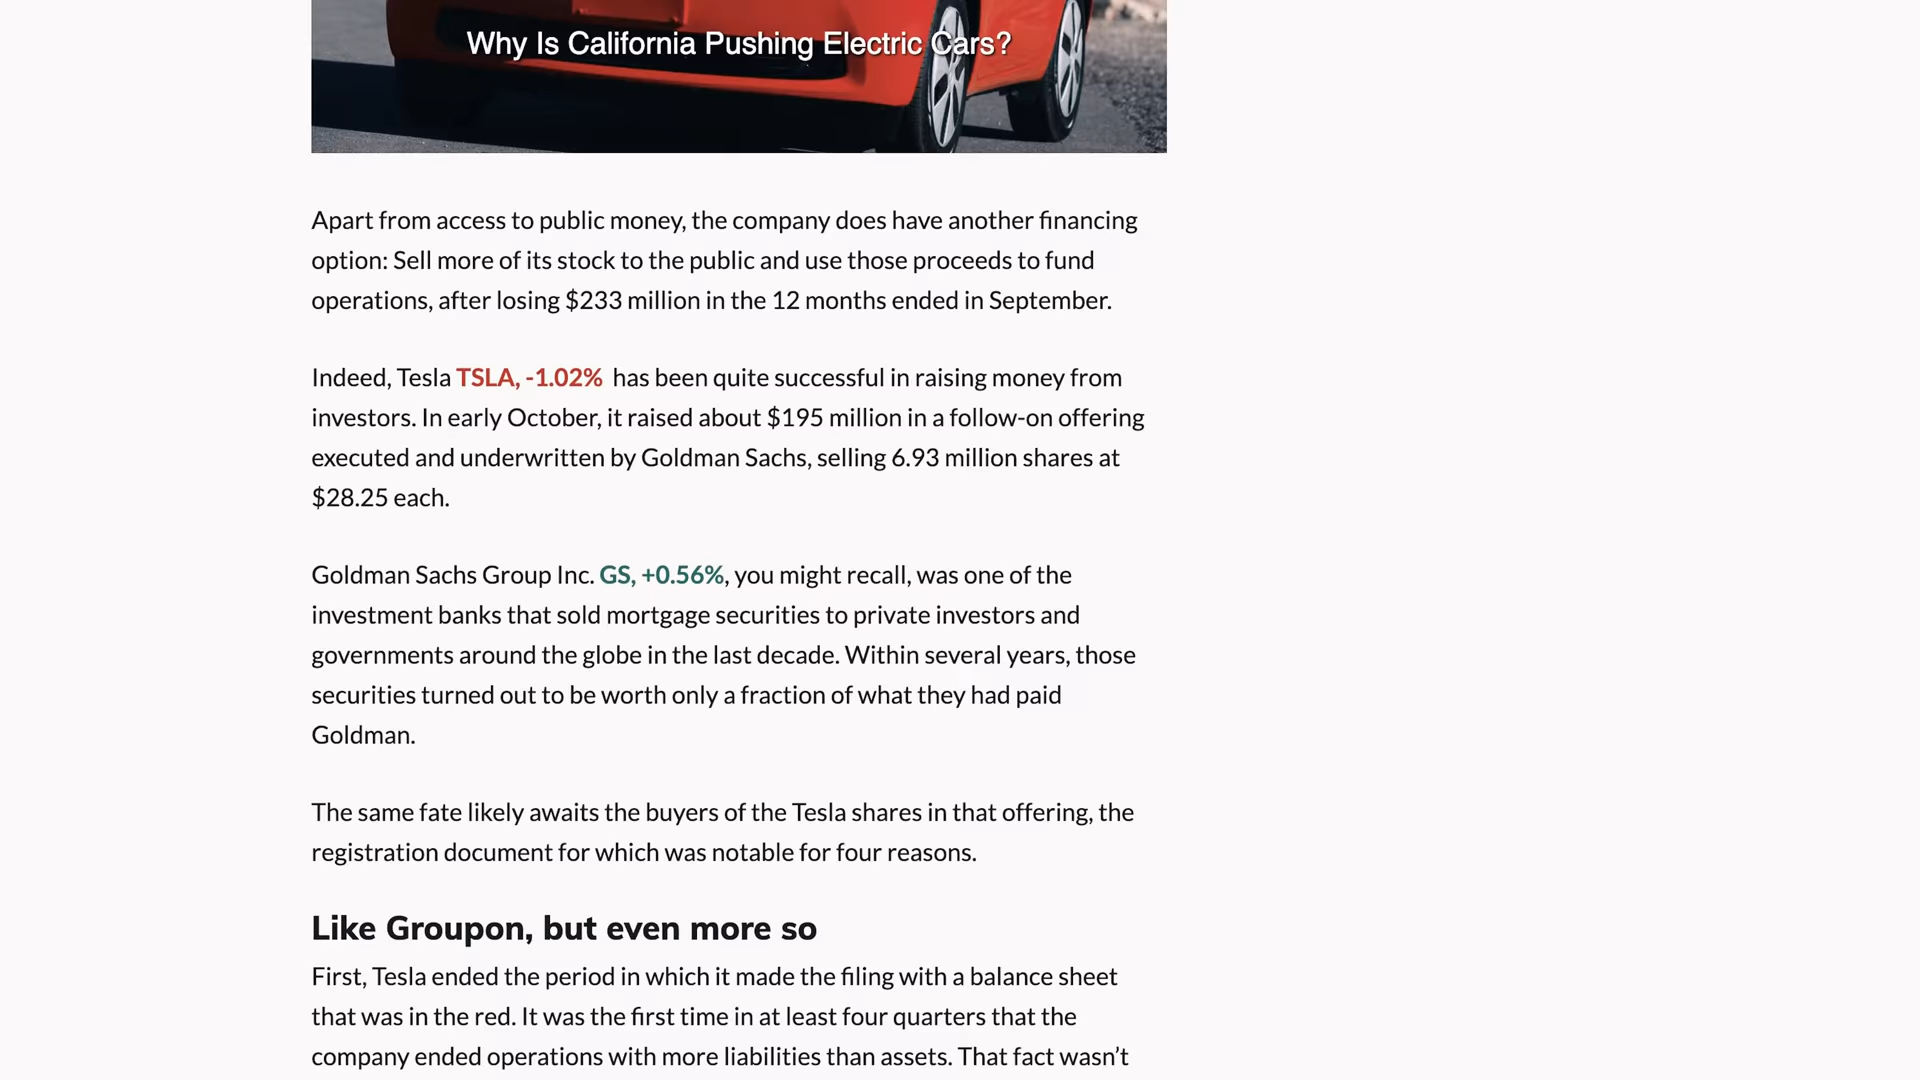 Why Is California Pushing Electric Cars?
Apart from access to public money, the company does have another financing
option: Sell more of its stock to the public and use those proceeds to fund
operations, after losing $233 million in the 12 months ended in September.
Indeed, Tesla TSLA, -1.02% has been quite successful in raising money from
investors. In early October, it raised about $195 million in a follow-on offering
executed and underwritten by Goldman Sachs, selling 6.93 million shares at
$28.25 each.
Goldman Sachs Group Inc. GS, +0.56%, you might recall, was one of the
investment banks that sold mortgage securities to private investors and
governments around the globe in the last decade. Within several years, those
securities turned out to be worth only a fraction of what they had paid
Goldman.
The same fate likely awaits the buyers of the Tesla shares in that offering, the
registration document for which was notable for four reasons.
Like Groupon, but even more so
First, Tesla ended the period in which it made the filing with a balance sheet
that was in the red. It was the first time in at least four quarters that the
company ended operations with more liabilities than assets. That fact wasn’t